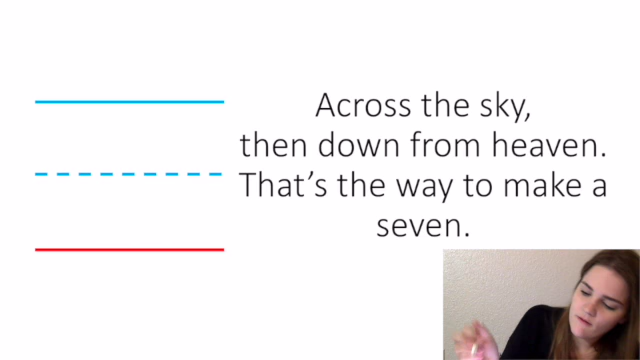 Across the sky,
then down from heaven.
That's the way to make a
seven.